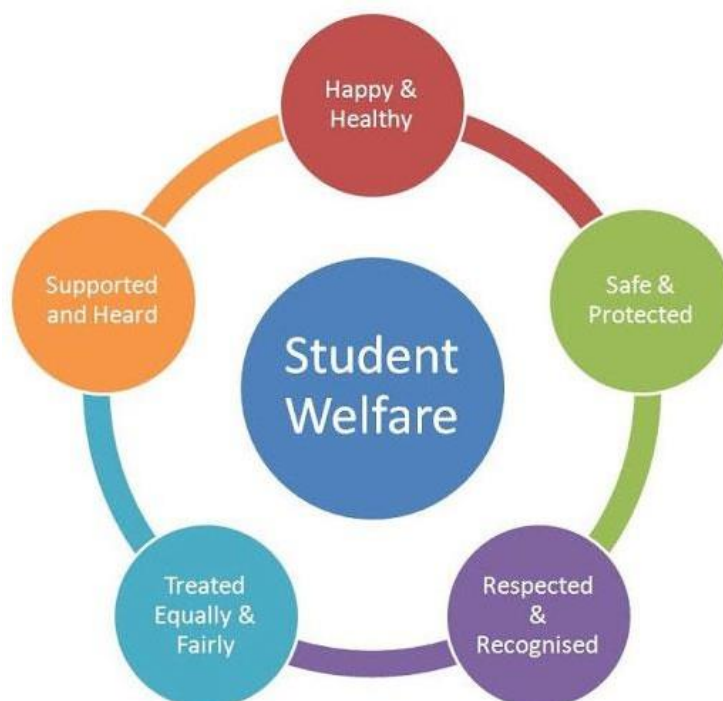 Happy &
Healthy
Safe &
Protected
Respected
&
Recognised
Treated
Equally &
Fairly
Supported
and Heard
Student
Welfare